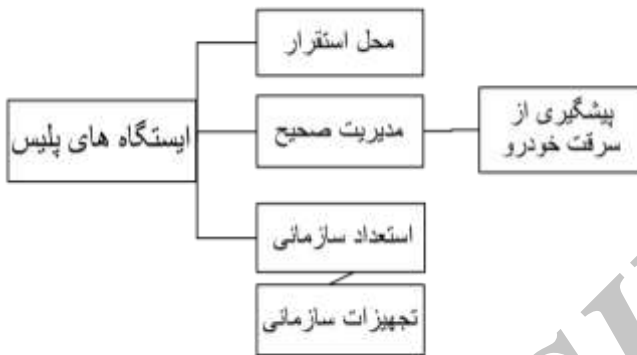 محل استقرار
ایستگاه های پلیس
مدیریت صحیح
پیشگیری از
سرقت خودرو
استعداد سازمانی
تجهیزات سازمانی